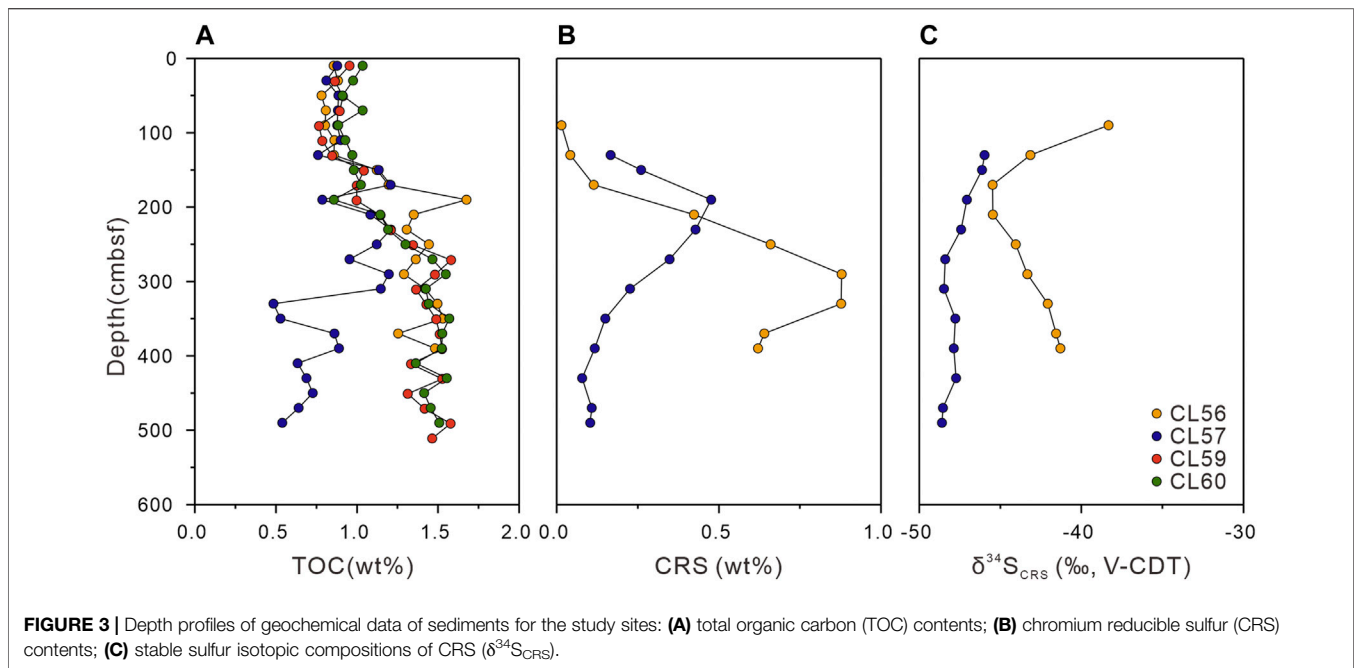 A
B
C
0
100
200
300
400
500
600
Depth(cmbsf)
0.0 0.5 1.0 1.5 2.0
TOC(wt%)
0.0 0.5 1.0
CRS (wt%)
-50 -40 -30
δ³⁴S_CRS (‰, V-CDT)
CL56
CL57
CL59
CL60
FIGURE 3 | Depth profiles of geochemical data of sediments for the study sites: (A) total organic carbon (TOC) contents; (B) chromium reducible sulfur (CRS)
contents; (C) stable sulfur isotopic compositions of CRS (δ³⁴S_CRS).